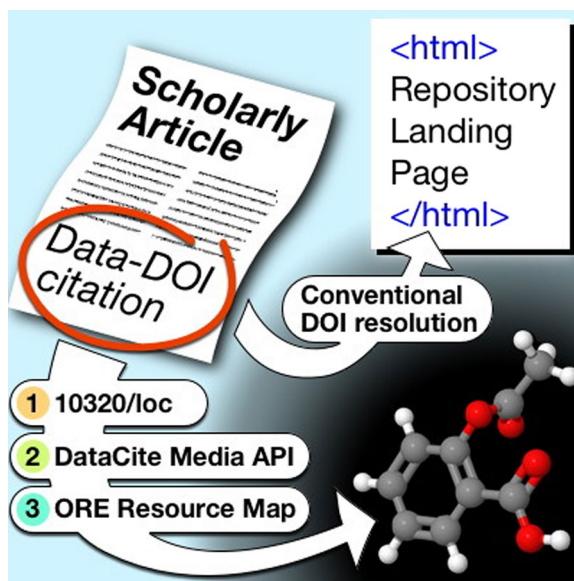 Scholarly
Article
Data-DOI
citation
<html>
Repository
Landing
Page
</html>
Conventional
DOI resolution
1 10320/loc
2 DataCite Media API
3 ORE Resource Map